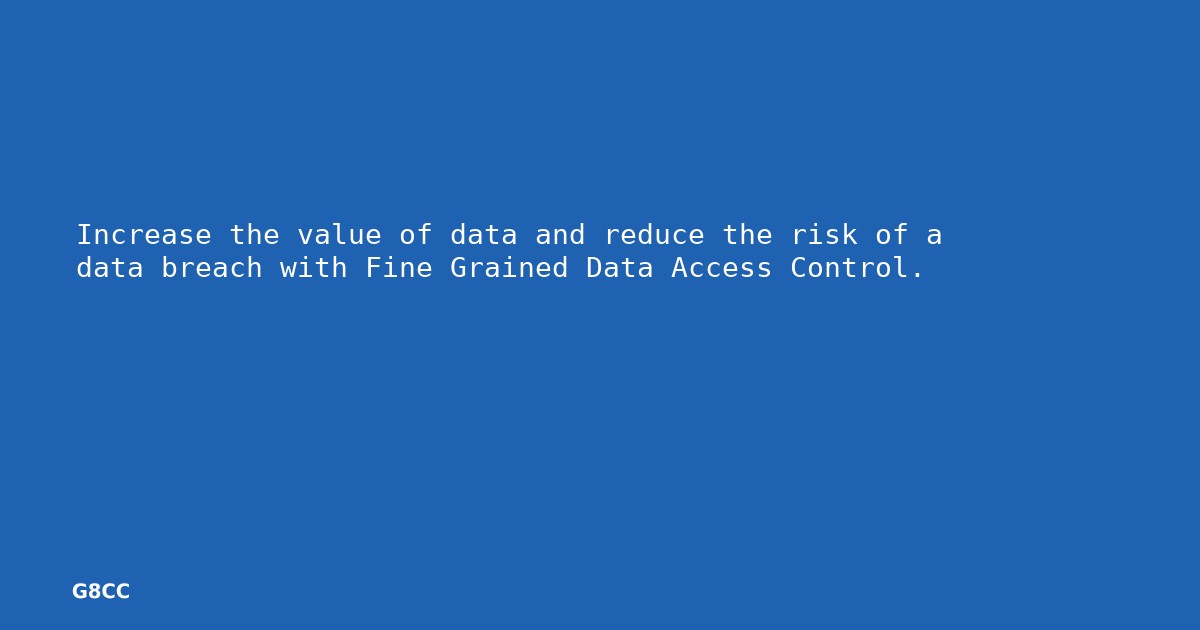 Increase the value of data and reduce the risk of a
data breach with Fine Grained Data Access Control.
G8CC